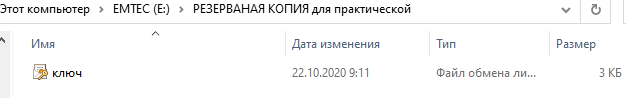 Этот компьютер > EMTEC (E:) > РЕЗЕРВАНАЯ КОПИЯ для практической
Имя Дата изменения Тип Размер
ключ 22.10.2020 9:11 Файл обмена ли... 3 КБ